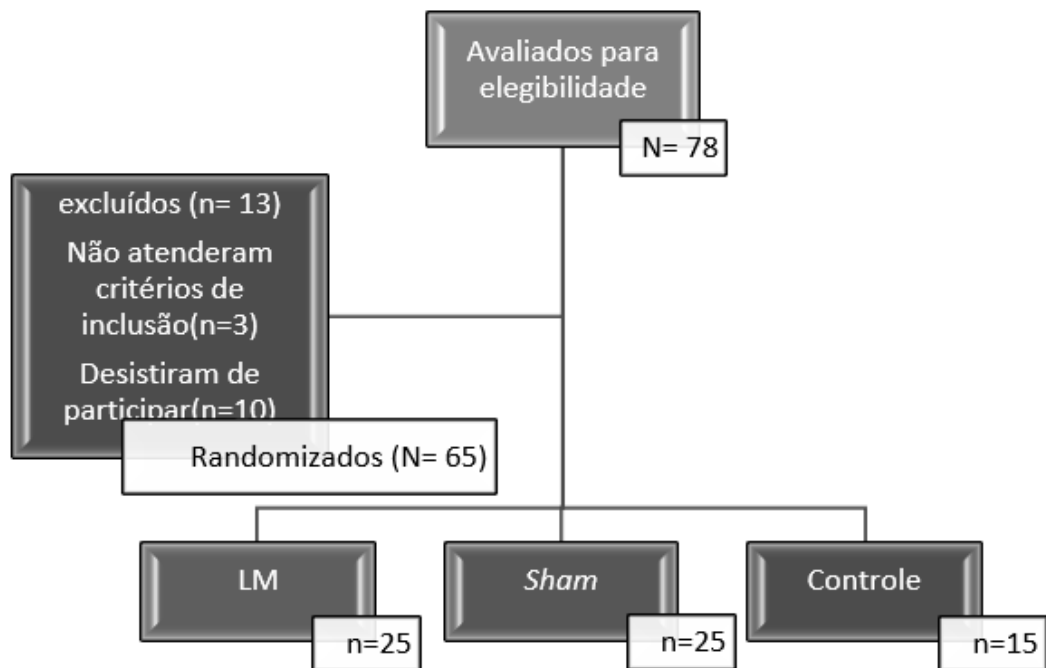 Avaliados para
elegibilidade
N= 78
excluídos (n= 13)
Não atenderam
critérios de
inclusão(n=3)
Desistiram de
participar(n=10)
Randomizados (N= 65)
LM
n=25
Sham
n=25
Controle
n=15